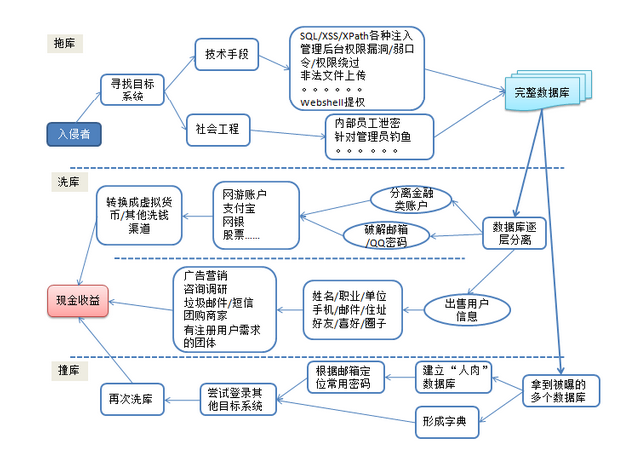 拖库
技术手段
SQL/XSS/XPath各种注入
管理后台权限漏洞/弱口
令/权限绕过
非法文件上传
。。。。。。
Webshell提权
寻找目标
系统
完整数据库
入侵者
社会工程
内部员工泄密
针对管理员钓鱼
。。。。。。
洗库
转换成虚拟货
币/其他洗钱
渠道
网游账户
支付宝
网银
股票……
分离金融
类账户
破解邮箱
/QQ密码
数据库逐
层分离
现金收益
广告营销
咨询调研
垃圾邮件/短信
团购商家
有注册用户需求
的团体
姓名/职业/单位
手机/邮件/住址
好友/喜好/圈子
出售用户
信息
撞库
再次洗库
尝试登录其
他目标系统
根据邮箱定
位常用密码
建立“人肉”
数据库
形成字典
拿到被曝的
多个数据库